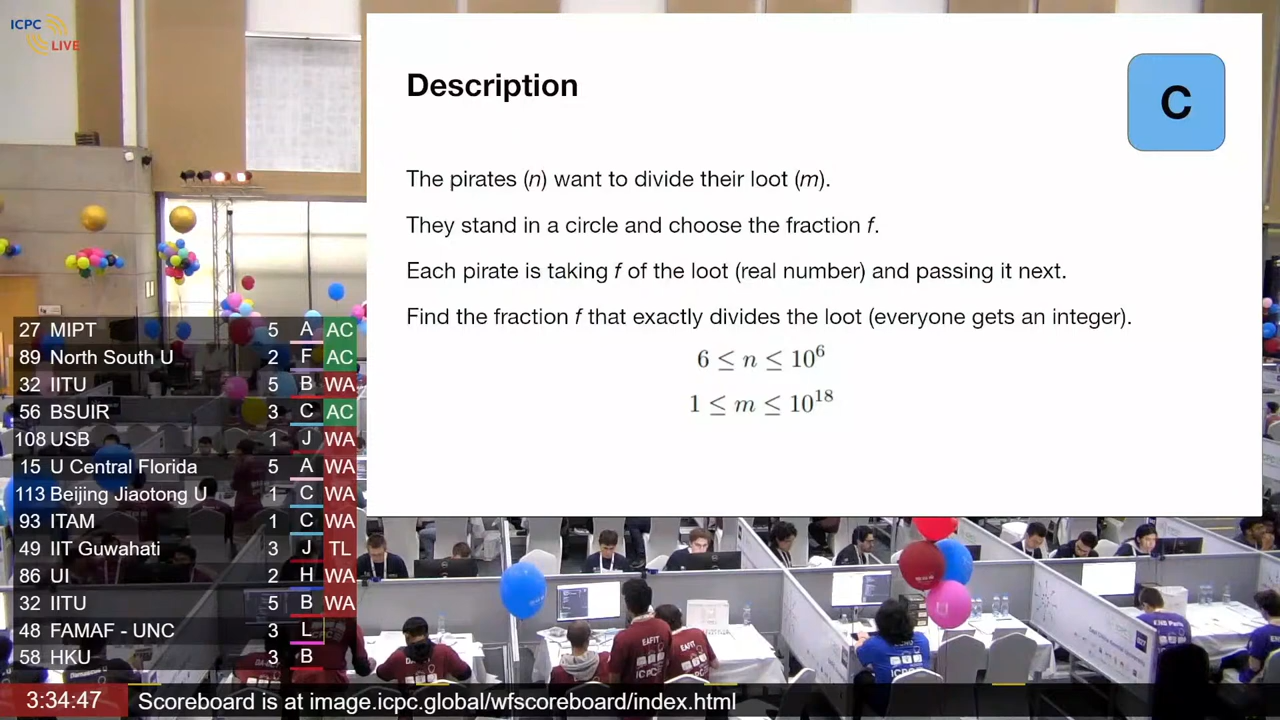 ICPC
LIVE
Description
C
The pirates (n) want to divide their loot (m).
They stand in a circle and choose the fraction f.
Each pirate is taking f of the loot (real number) and passing it next.
Find the fraction f that exactly divides the loot (everyone gets an integer).
6 ≤ n ≤ 10^6
1 ≤ m ≤ 10^18
27 MIPT 5 A AC
89 North South U 2 F AC
32 IITU 5 B WA
56 BSUIR 3 C AC
108 USB 1 J WA
15 U Central Florida 5 A WA
113 Beijing Jiaotong U 1 C WA
93 ITAM 1 C WA
49 IIT Guwahati 3 J TL
86 UI 2 H WA
32 IITU 5 B WA
48 FAMAF - UNC 3 L
58 HKU 3 B
EAFIT
EAFIT
ICPC
3:34:47 Scoreboard is at image.icpc.global/wfscoreboard/index.html